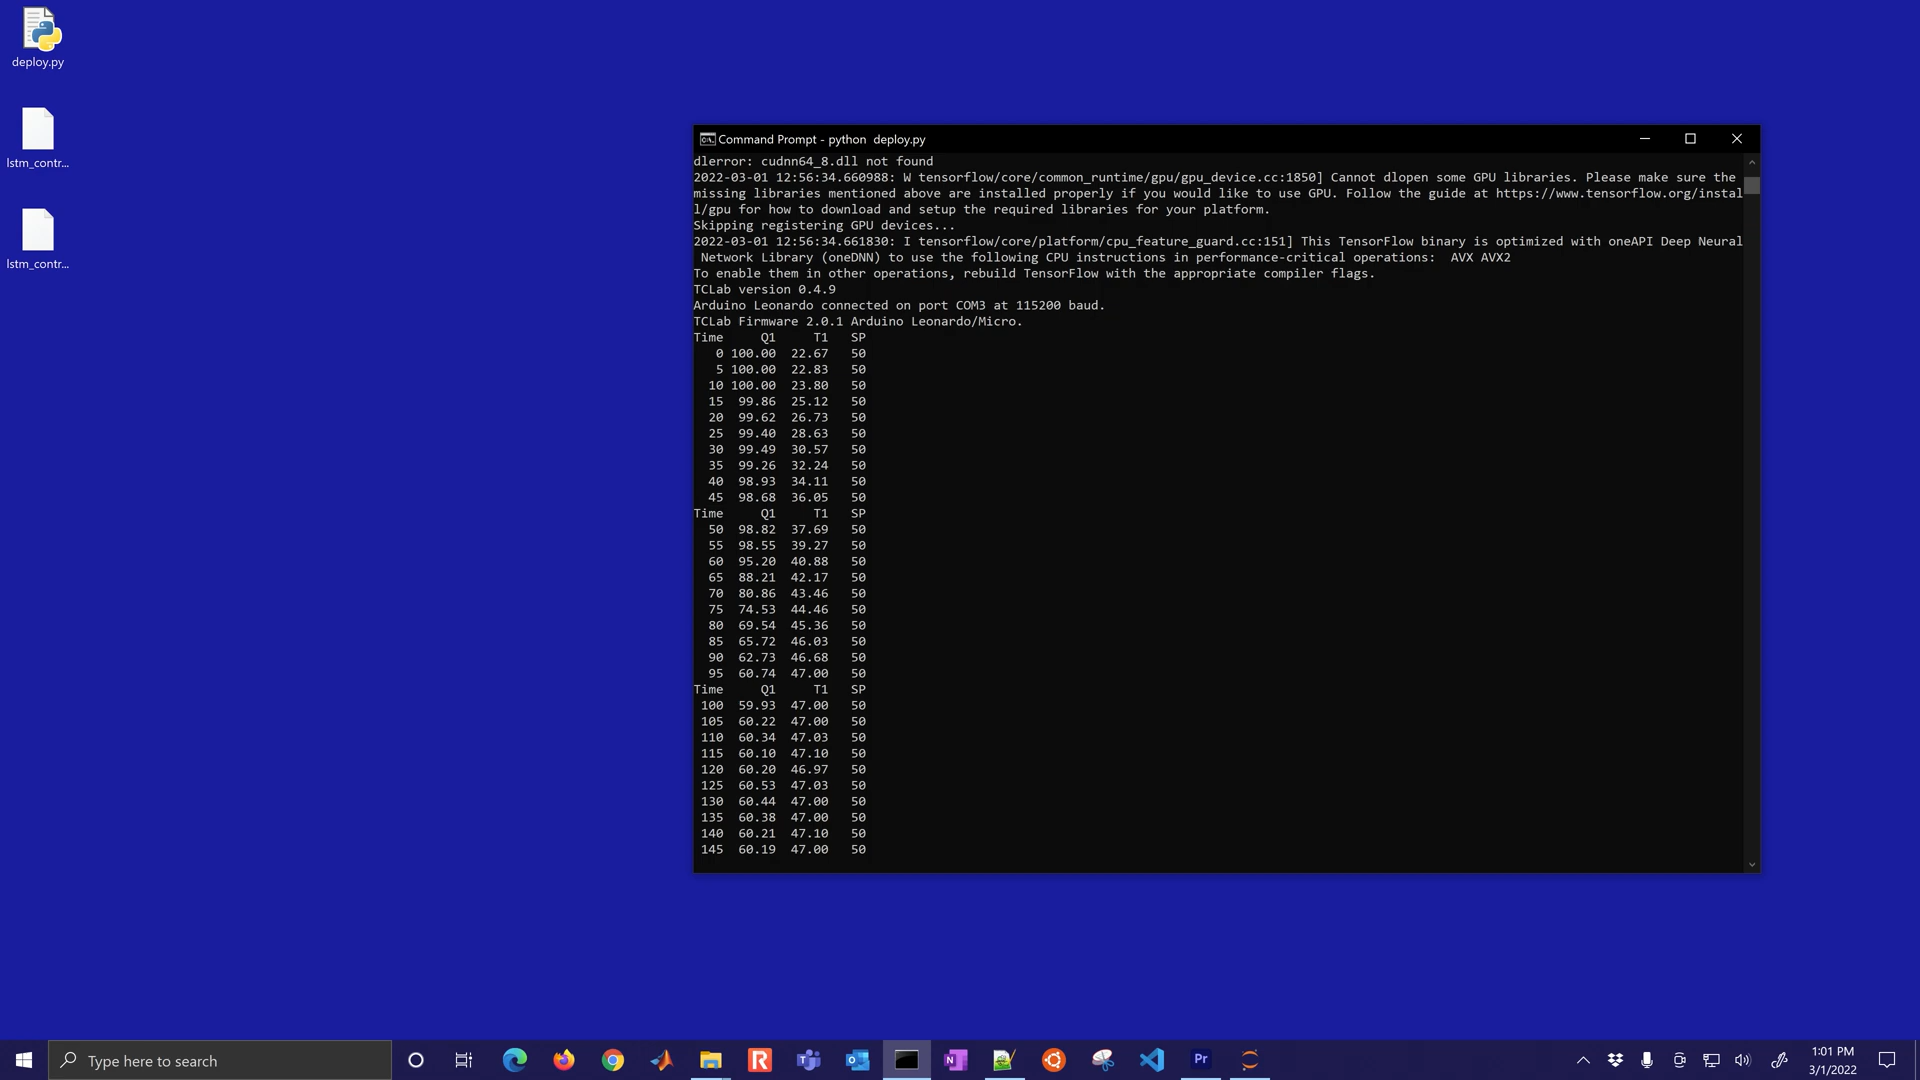 deploy.py
lstm_contr...
lstm_contr...
Command Prompt - python  deploy.py
dlerror: cudnn64_8.dll not found
2022-03-01 12:56:34.660988: W tensorflow/core/common_runtime/gpu/gpu_device.cc:1850] Cannot dlopen some GPU libraries. Please make sure the
missing libraries mentioned above are installed properly if you would like to use GPU. Follow the guide at https://www.tensorflow.org/instal
l/gpu for how to download and setup the required libraries for your platform.
Skipping registering GPU devices...
2022-03-01 12:56:34.661830: I tensorflow/core/platform/cpu_feature_guard.cc:151] This TensorFlow binary is optimized with oneAPI Deep Neural
 Network Library (oneDNN) to use the following CPU instructions in performance-critical operations:  AVX AVX2
To enable them in other operations, rebuild TensorFlow with the appropriate compiler flags.
TCLab version 0.4.9
Arduino Leonardo connected on port COM3 at 115200 baud.
TCLab Firmware 2.0.1 Arduino Leonardo/Micro.
Time     Q1     T1   SP
   0 100.00  22.67   50
   5 100.00  22.83   50
  10 100.00  23.80   50
  15  99.86  25.12   50
  20  99.62  26.73   50
  25  99.40  28.63   50
  30  99.49  30.57   50
  35  99.26  32.24   50
  40  98.93  34.11   50
  45  98.68  36.05   50
Time     Q1     T1   SP
  50  98.82  37.69   50
  55  98.55  39.27   50
  60  95.20  40.88   50
  65  88.21  42.17   50
  70  80.86  43.46   50
  75  74.53  44.46   50
  80  69.54  45.36   50
  85  65.72  46.03   50
  90  62.73  46.68   50
  95  60.74  47.00   50
Time     Q1     T1   SP
 100  59.93  47.00   50
 105  60.22  47.00   50
 110  60.34  47.03   50
 115  60.10  47.10   50
 120  60.20  46.97   50
 125  60.53  47.03   50
 130  60.44  47.00   50
 135  60.38  47.00   50
 140  60.21  47.10   50
 145  60.19  47.00   50
Type here to search
1:01 PM
3/1/2022